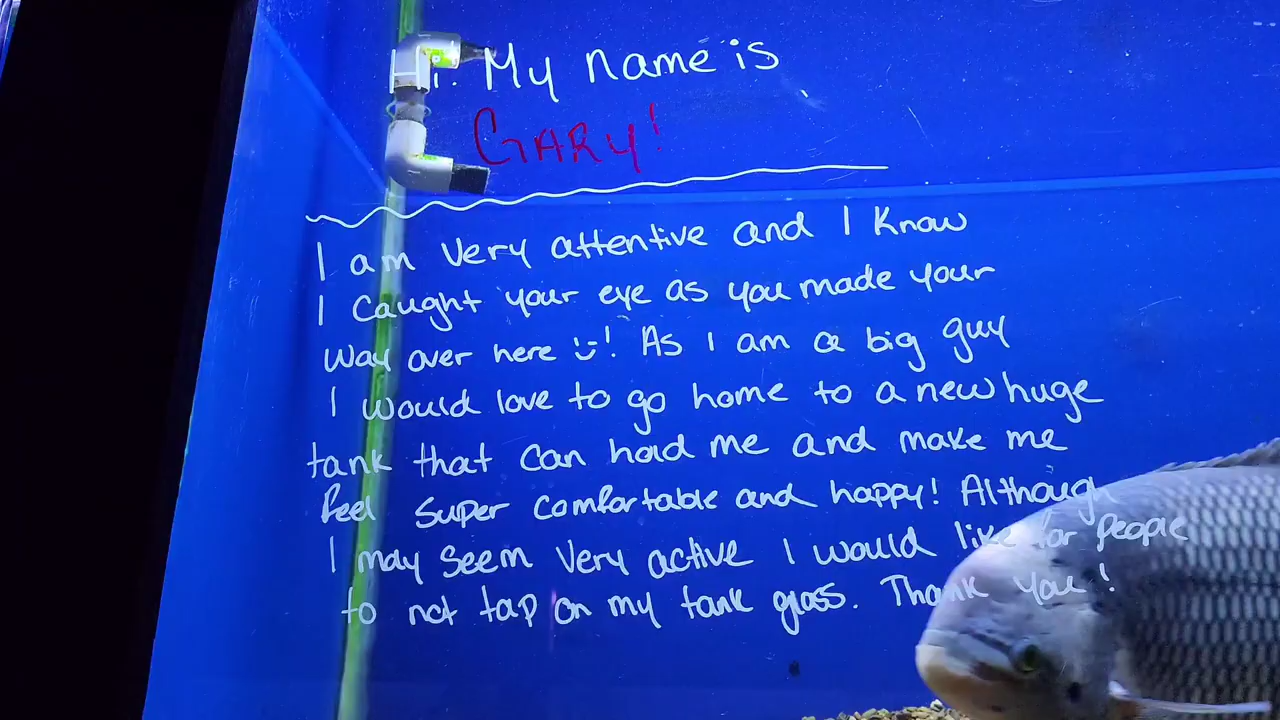 Hi. My name is
GARY!
I am very attentive and I know
I caught your eye as you made your
way over here :)! As I am a big guy
I would love to go home to a new huge
tank that can hold me and make me
feel super comfortable and happy! Although
I may seem very active I would like for people
to not tap on my tank glass. Thank you!